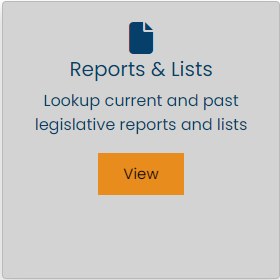 Reports & Lists
Lookup current and past
legislative reports and lists
View